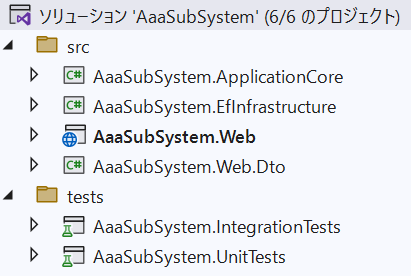 ソリューション 'AaaSubSystem' (6/6 のプロジェクト)
src
C# AaaSubSystem.ApplicationCore
C# AaaSubSystem.EfInfrastructure
AaaSubSystem.Web
C# AaaSubSystem.Web.Dto
tests
AaaSubSystem.IntegrationTests
AaaSubSystem.UnitTests